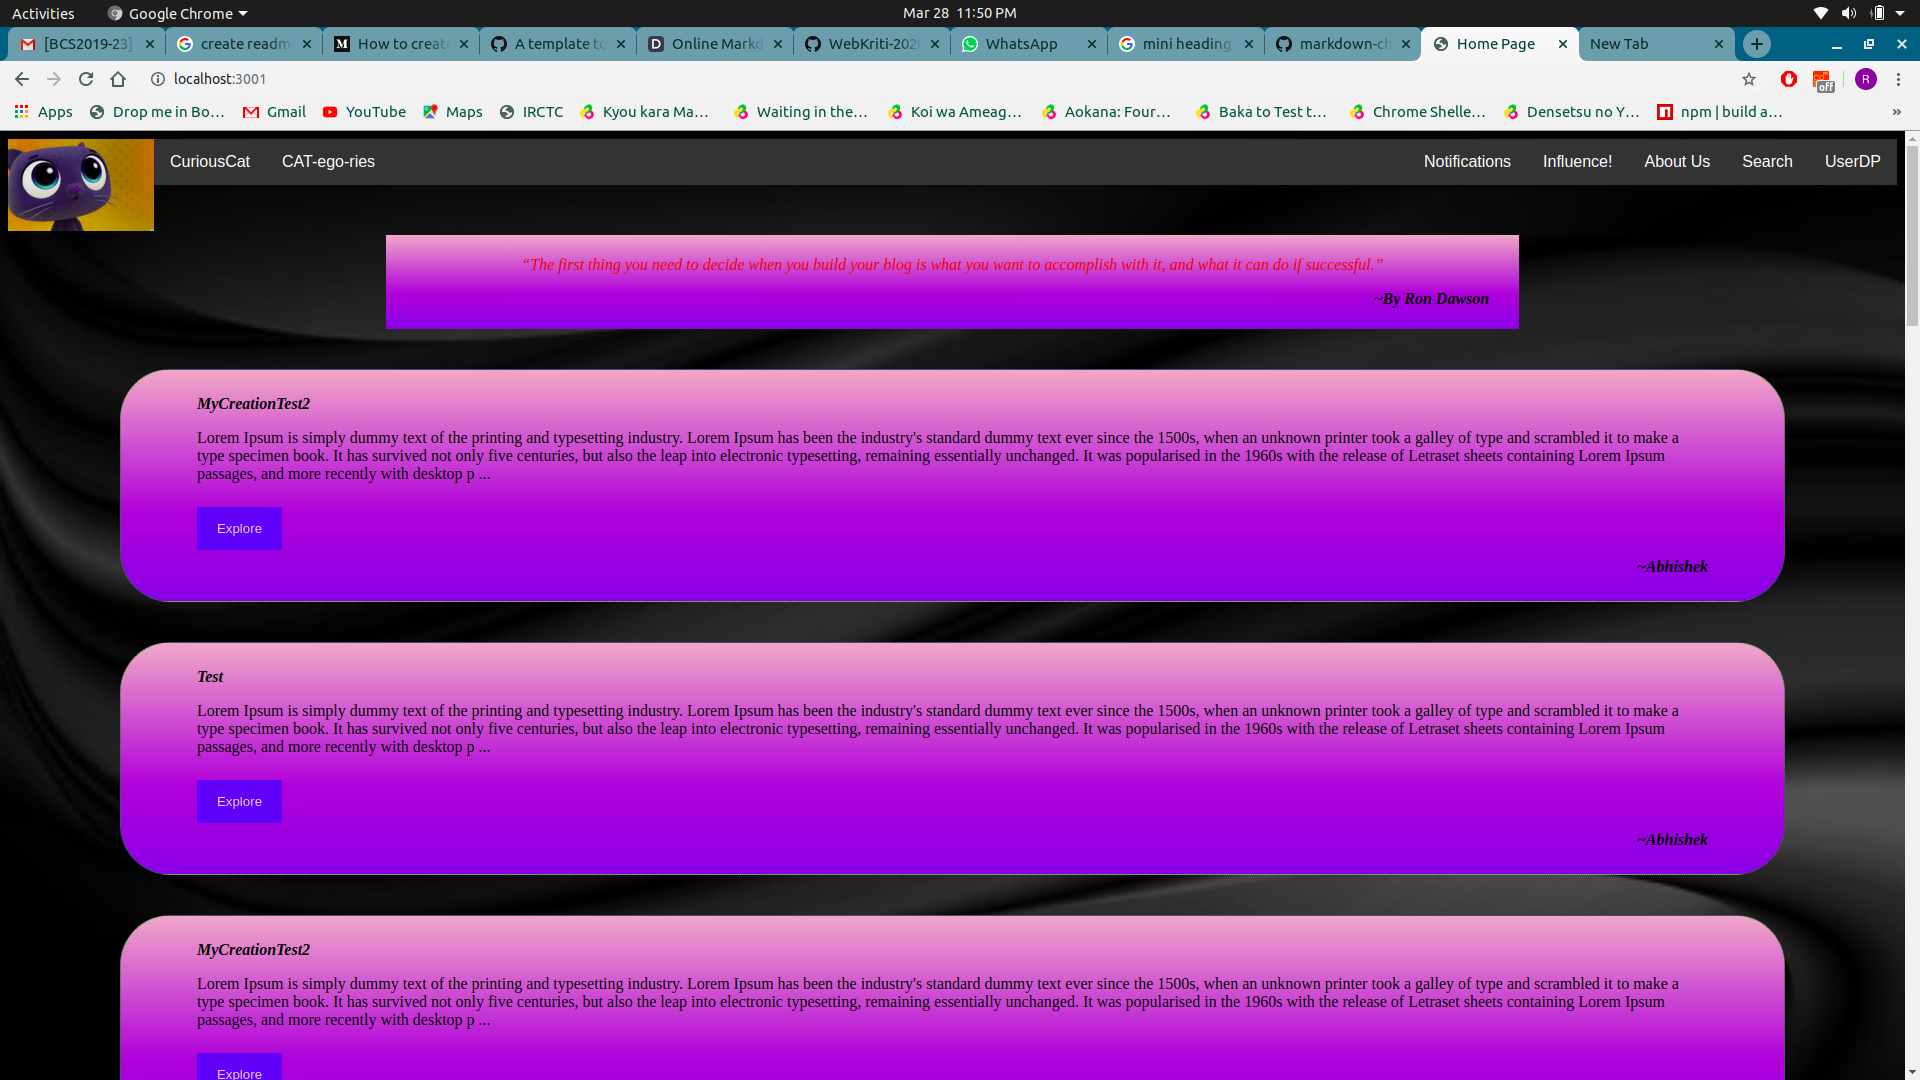 Activities Google Chrome Mar 28 11:50 PM
[BCS2019-23] create readm How to create A template to Online Markd WebKriti-202 WhatsApp mini heading markdown-ch Home Page New Tab
localhost:3001 off R
Apps Drop me in Bo… Gmail YouTube Maps IRCTC Kyou kara Ma… Waiting in the… Koi wa Ameag… Aokana: Four… Baka to Test t… Chrome Shelle… Densetsu no Y… npm | build a… »
CuriousCat CAT-ego-ries Notifications Influence! About Us Search UserDP
“The first thing you need to decide when you build your blog is what you want to accomplish with it, and what it can do if successful.”
~By Ron Dawson
MyCreationTest2
Lorem Ipsum is simply dummy text of the printing and typesetting industry. Lorem Ipsum has been the industry's standard dummy text ever since the 1500s, when an unknown printer took a galley of type and scrambled it to make a
type specimen book. It has survived not only five centuries, but also the leap into electronic typesetting, remaining essentially unchanged. It was popularised in the 1960s with the release of Letraset sheets containing Lorem Ipsum
passages, and more recently with desktop p ...
Explore
~Abhishek
Test
Lorem Ipsum is simply dummy text of the printing and typesetting industry. Lorem Ipsum has been the industry's standard dummy text ever since the 1500s, when an unknown printer took a galley of type and scrambled it to make a
type specimen book. It has survived not only five centuries, but also the leap into electronic typesetting, remaining essentially unchanged. It was popularised in the 1960s with the release of Letraset sheets containing Lorem Ipsum
passages, and more recently with desktop p ...
Explore
~Abhishek
MyCreationTest2
Lorem Ipsum is simply dummy text of the printing and typesetting industry. Lorem Ipsum has been the industry's standard dummy text ever since the 1500s, when an unknown printer took a galley of type and scrambled it to make a
type specimen book. It has survived not only five centuries, but also the leap into electronic typesetting, remaining essentially unchanged. It was popularised in the 1960s with the release of Letraset sheets containing Lorem Ipsum
passages, and more recently with desktop p ...
Explore